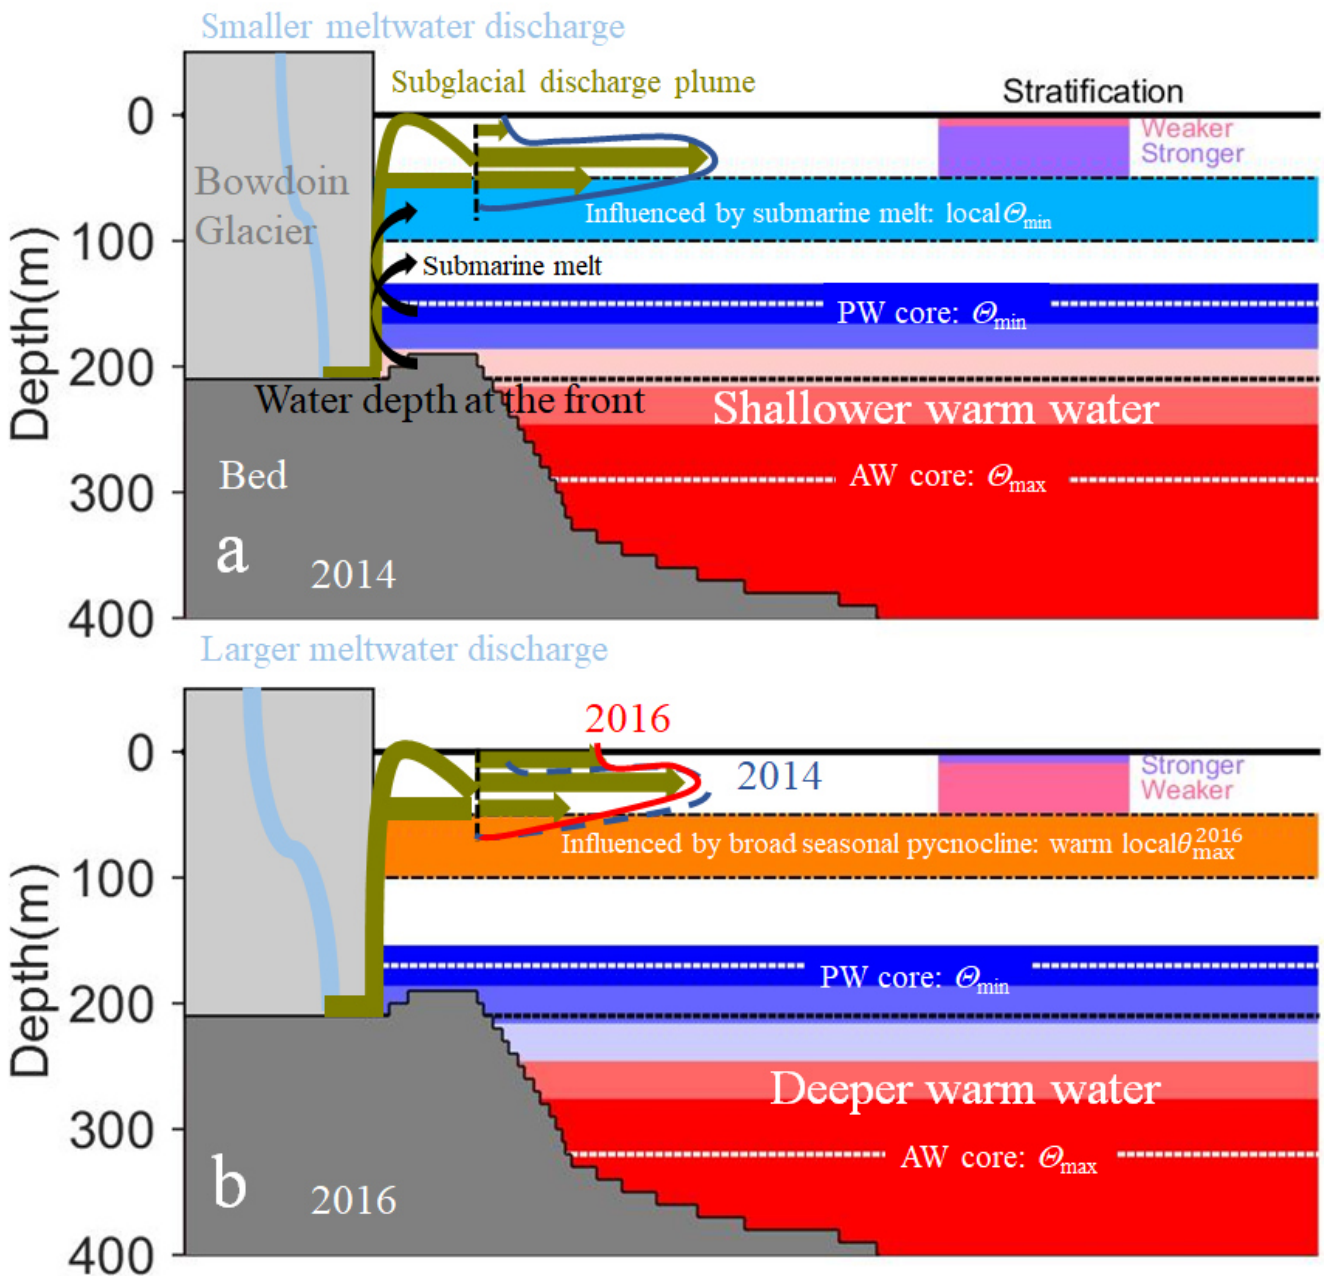 Smaller meltwater discharge
Subglacial discharge plume
Stratification
0
Weaker
Stronger
Bowdoin
Glacier
Influenced by submarine melt: local Θmin
100
Submarine melt
PW core: Θmin
200
Water depth at the front
Shallower warm water
Depth(m)
Bed
AW core: Θmax
300
a
2014
400
Larger meltwater discharge
2016
0
Stronger
2014
Weaker
Influenced by broad seasonal pycnocline: warm localθmax^2016
100
PW core: Θmin
200
Depth(m)
Deeper warm water
300
AW core: Θmax
b
2016
400